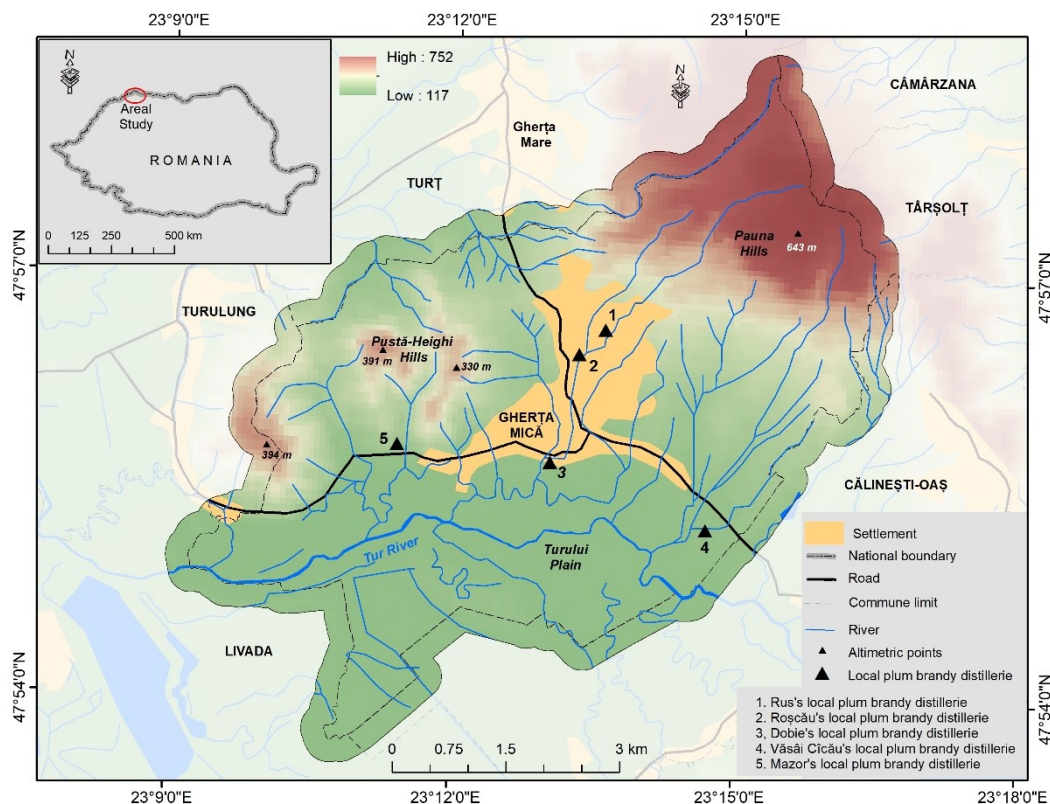 23°9'0"E
23°12'0"E
23°15'0"E
N
Areal
Study
ROMANIA
0 125 250 500 km
High : 752
Low : 117
N
CÂMÂRZANA
Gherța
Mare
TURŢ
TÂRȘOLȚ
Pauna
Hills
643 m
47°57'0"N
47°57'0"N
TURULUNG
1
2
Pustă-Heighi
Hills
391 m
330 m
GHERȚA
MICĂ
5
3
394 m
CĂLINEȘTI-OAȘ
4
Tur River
Turului
Plain
LIVADA
47°54'0"N
47°54'0"N
Settlement
National boundary
Road
Commune limit
River
Altimetric points
Local plum brandy distillerie
1. Rus's local plum brandy distillerie
2. Roșcău's local plum brandy distillerie
3, Dobie's local plum brandy distillerie
4. Văsâi Cîcău's local plum brandy distillerie
5. Mazor's local plum brandy distillerie
0 0.75 1.5 3 km
23°9'0"E
23°12'0"E
23°15'0"E
23°18'0"E